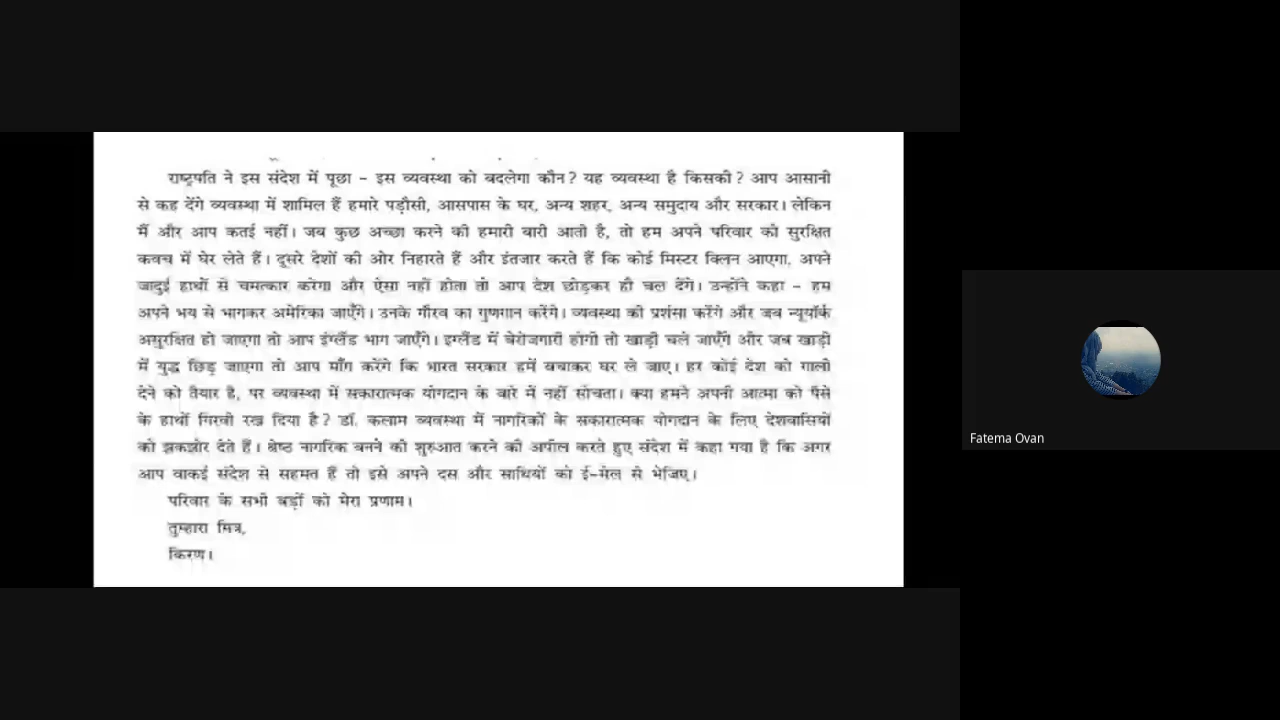 राष्ट्रपति ने इस संदेश में पूछा - इस व्यवस्था को बदलेगा कौन? यह व्यवस्था है किसकी? आप आसानी
से कह देंगे व्यवस्था में शामिल हैं हमारे पड़ौसी, आसपास के घर, अन्य शहर, अन्य समुदाय और सरकार। लेकिन
मैं और आप कतई नहीं। जब कुछ अच्छा करने की हमारी बारी आती है, तो हम अपने परिवार को सुरक्षित
कवच में घेर लेते हैं। दूसरे देशों की ओर निहारते हैं और इंतजार करते हैं कि कोई मिस्टर क्लिन आएगा, अपने
जादुई हाथों से चमत्कार करेगा और ऐसा नहीं होता तो आप देश छोड़कर ही चल देंगे। उन्होंने कहा - हम
अपने भय से भागकर अमेरिका जाएँगे। उनके गौरव का गुणगान करेंगे। व्यवस्था की प्रशंसा करेंगे और जब न्यूयॉर्क
असुरक्षित हो जाएगा तो आप इंग्लैंड भाग जाएँगे। इग्लैंड में बेरोजगारी होगी तो खाड़ी चले जाएँगे और जब खाड़ी
में युद्ध छिड़ जाएगा तो आप माँग करेंगे कि भारत सरकार हमें बचाकर घर ले जाए। हर कोई देश को गाली
देने को तैयार है, पर व्यवस्था में सकारात्मक योगदान के बारे में नहीं सोचता। क्या हमने अपनी आत्मा को पैसे
के हाथों गिरवी रख दिया है? डॉ. कलाम व्यवस्था में नागरिकों के सकारात्मक योगदान के लिए देशवासियों
को झकझोर देते हैं। श्रेष्ठ नागरिक बनने की शुरुआत करने की अपील करते हुए संदेश में कहा गया है कि अगर
आप वाकई संदेश से सहमत हैं तो इसे अपने दस और साथियों को ई-मेल से भेजिए।
परिवार के सभी बड़ों को मेरा प्रणाम।
तुम्हारा मित्र,
किरण।
Fatema Ovan